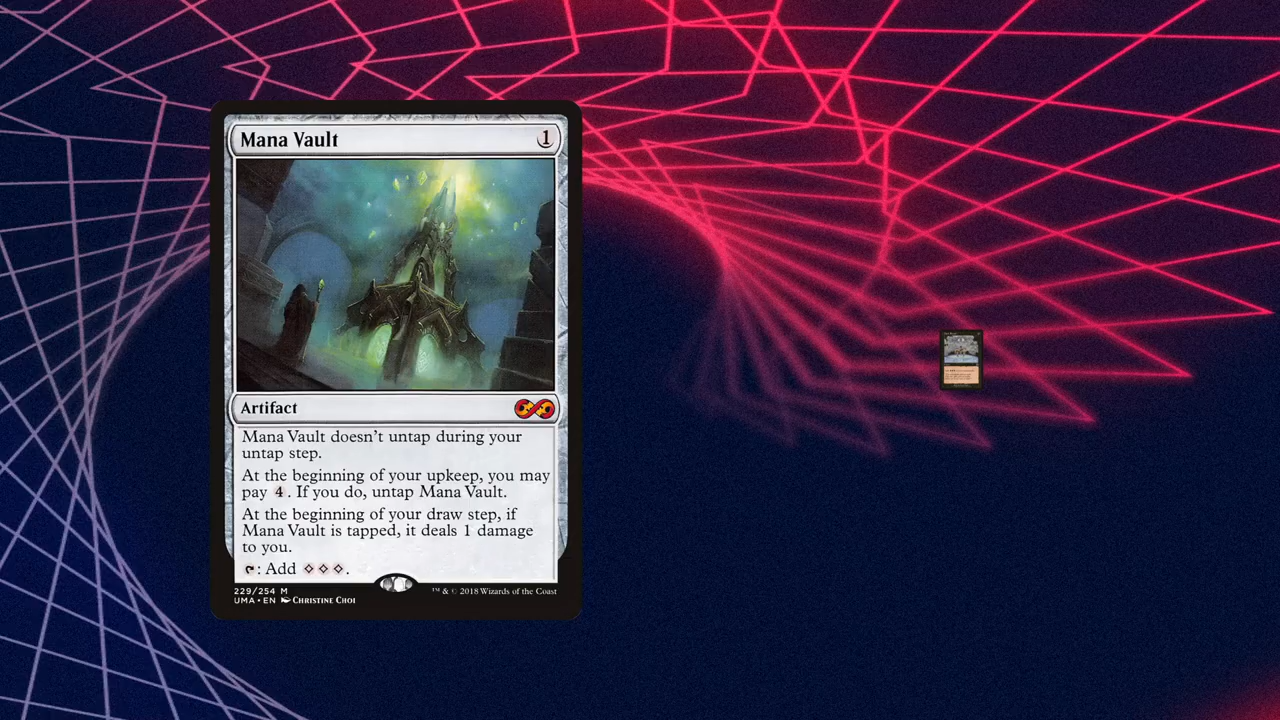 Mana Vault 1
Artifact
Mana Vault doesn't untap during your
untap step.
At the beginning of your upkeep, you may
pay 4. If you do, untap Mana Vault.
At the beginning of your draw step, if
Mana Vault is tapped, it deals 1 damage
to you.
: Add .
229/254 M
UMA • EN Christine Choi
™ & © 2018 Wizards of the Coast